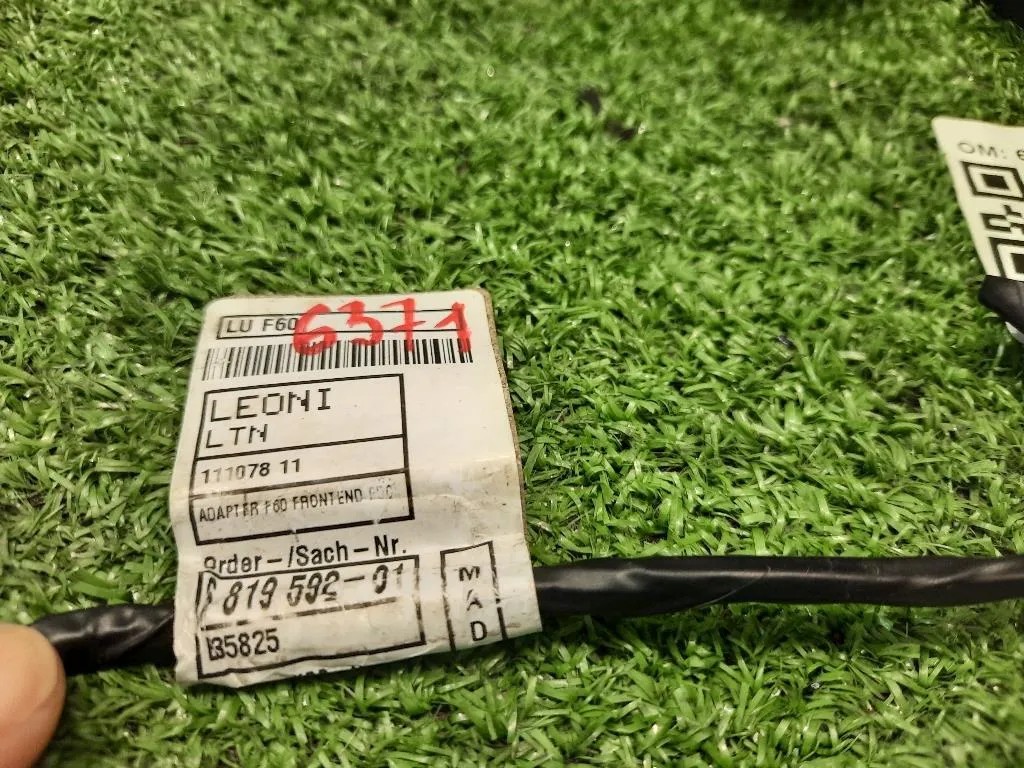 LU F60
6371
LEONI
LTN
111078 11
ADAPTER F60 FRONTEND
Order-/Sach-Nr.
819 592-01
35825
MAD
OM: 6